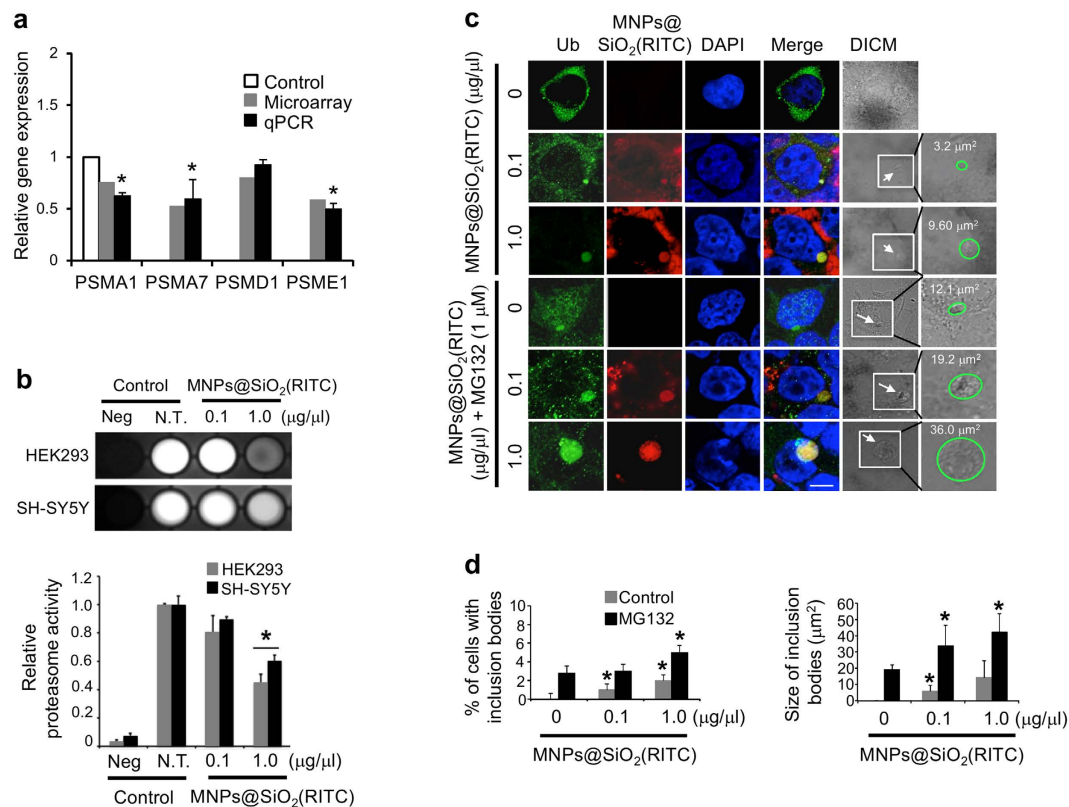 a
Relative gene expression
2
1.5
1
0.5
0
Control
Microarray
qPCR
*
*
*
PSMA1 PSMA7 PSMD1 PSME1
b
Control MNPs@SiO2(RITC)
Neg N.T. 0.1 1.0 (μg/μl)
HEK293
SH-SY5Y
Relative
proteasome activity
1.2
1
0.8
0.6
0.4
0.2
0
HEK293
SH-SY5Y
*
Neg N.T. 0.1 1.0 (μg/μl)
Control MNPs@SiO2(RITC)
c
MNPs@
Ub SiO2(RITC) DAPI Merge DICM
MNPs@SiO2(RITC) (μg/μl)
0
0.1
3.2 μm2
1.0
9.60 μm2
MNPs@SiO2(RITC)
(μg/μl) + MG132 (1 μM)
0
12.1 μm2
0.1
19.2 μm2
1.0
36.0 μm2
d
% of cells with
inclusion bodies
10
8
6
4
2
0
Control
MG132
* * *
0 0.1 1.0 (μg/μl)
MNPs@SiO2(RITC)
Size of inclusion
bodies (μm2)
60
50
40
30
20
10
0
* * *
0 0.1 1.0 (μg/μl)
MNPs@SiO2(RITC)